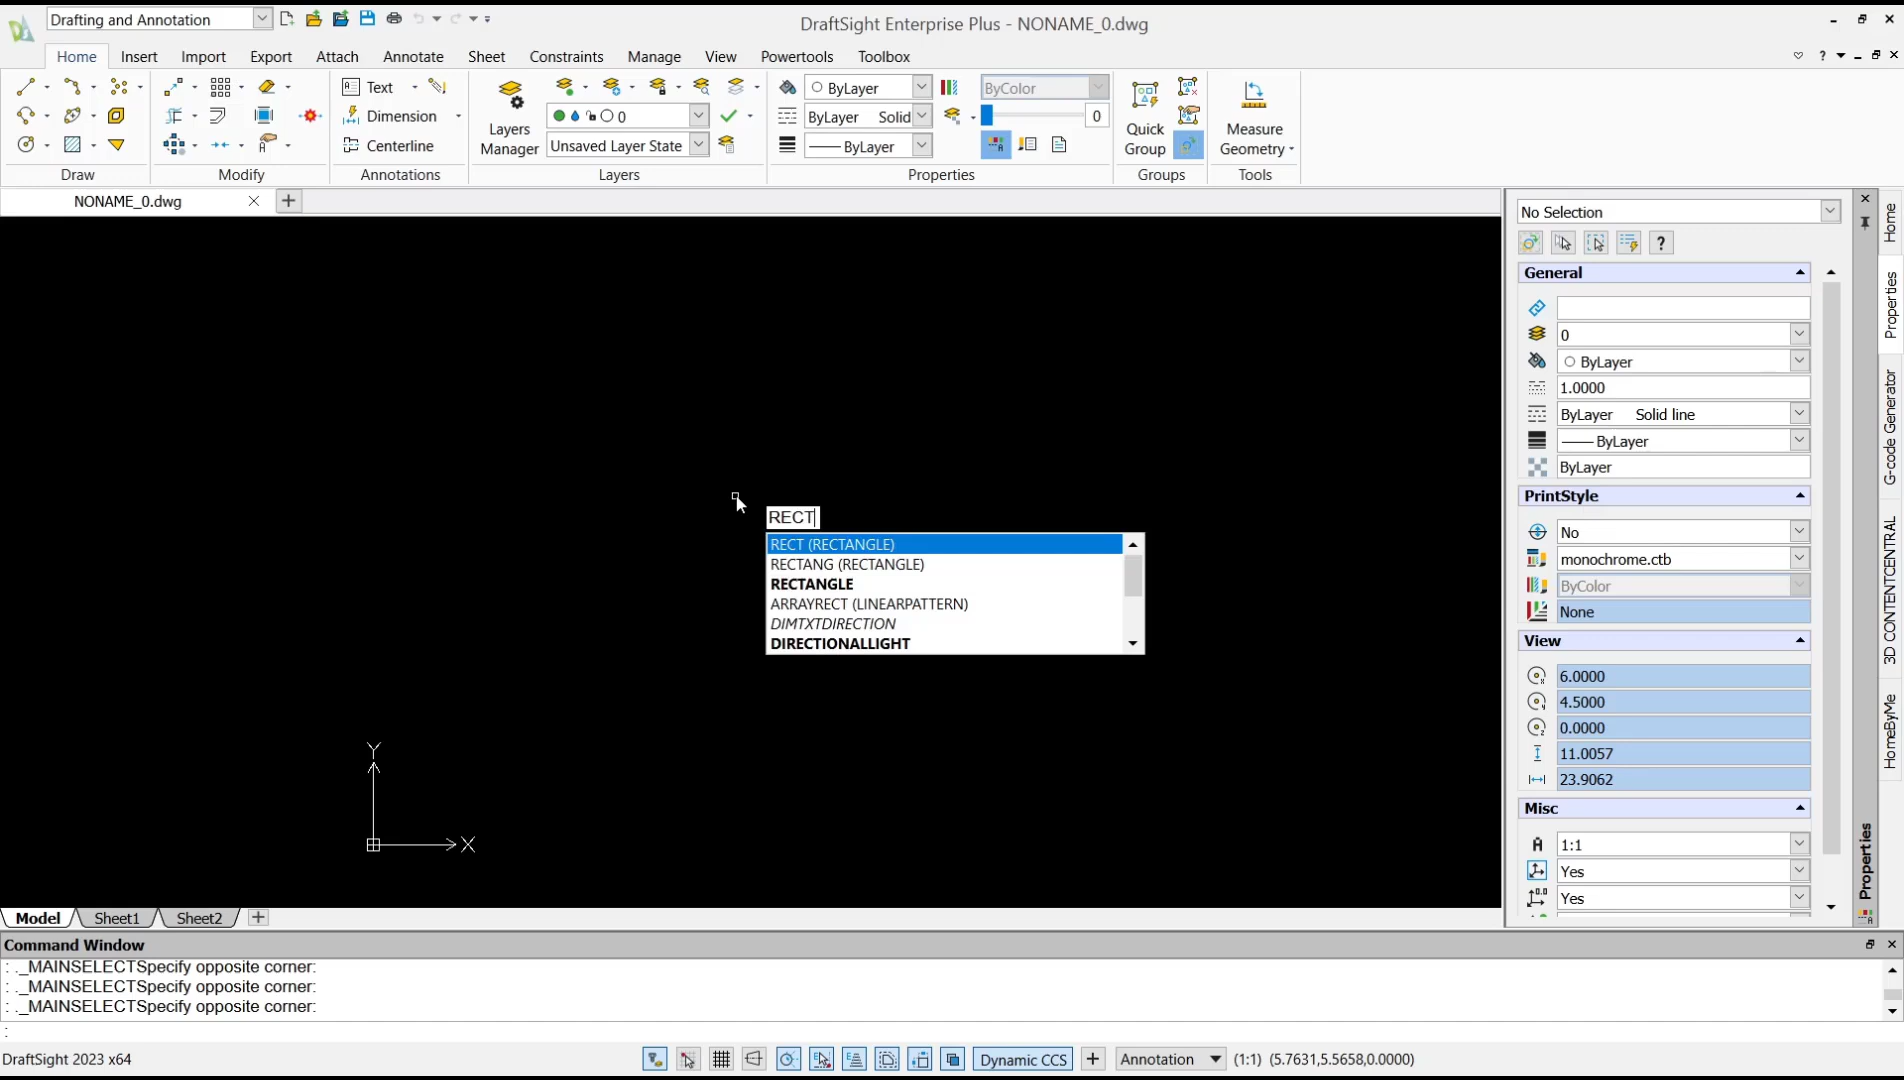 Drafting and Annotation
DraftSight Enterprise Plus - NONAME_0.dwg
Home Insert Import Export Attach Annotate Sheet Constraints Manage View Powertools Toolbox
Text
Dimension
Centerline
Layers
Manager
0
Unsaved Layer State
ByLayer
ByLayer Solid
ByLayer
ByColor
0
Quick
Group
Measure
Geometry
Draw Modify Annotations Layers Properties Groups Tools
NONAME_0.dwg
RECT
RECT (RECTANGLE)
RECTANG (RECTANGLE)
RECTANGLE
ARRAYRECT (LINEARPATTERN)
DIMTXTDIRECTION
DIRECTIONALLIGHT
Y
X
No Selection
General
0
ByLayer
1.0000
ByLayer Solid line
ByLayer
ByLayer
PrintStyle
No
monochrome.ctb
ByColor
None
View
6.0000
4.5000
0.0000
11.0057
23.9062
Misc
1:1
Yes
Yes
Properties
Home
Properties
G-code Generator
3D CONTENTCENTRAL
HomeByMe
Model Sheet1 Sheet2
Command Window
: ._MAINSELECTSpecify opposite corner:
: ._MAINSELECTSpecify opposite corner:
: ._MAINSELECTSpecify opposite corner:
:
DraftSight 2023 x64
Dynamic CCS
Annotation
(1:1) (5.7631,5.5658,0.0000)